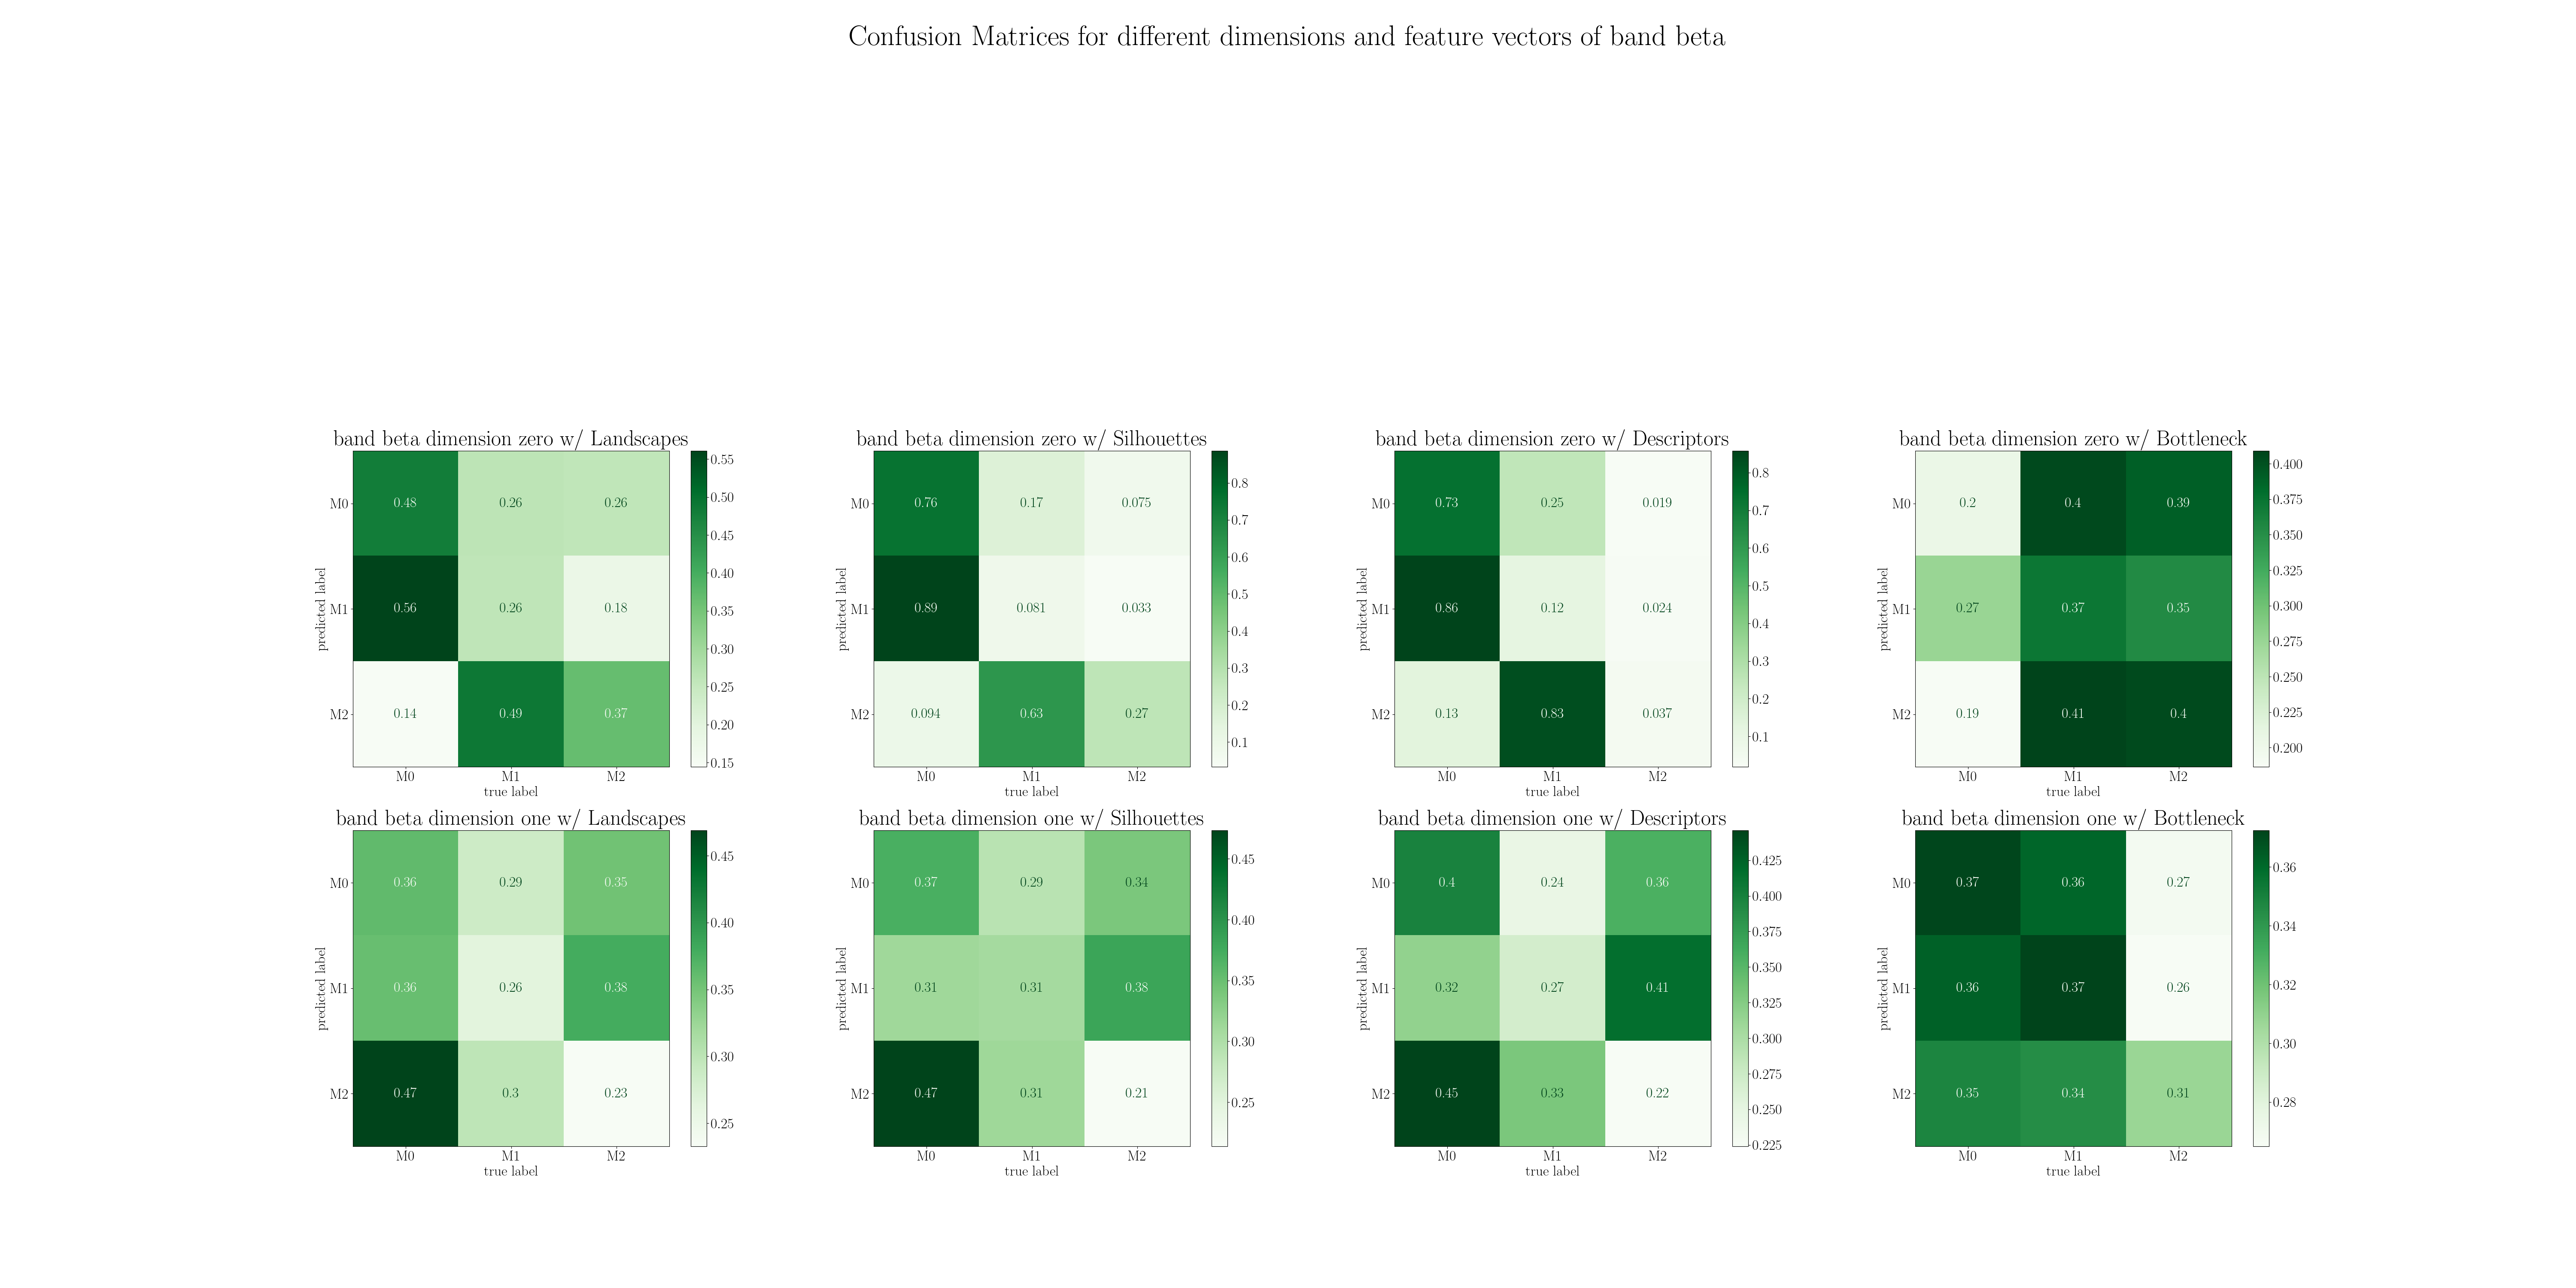 Confusion Matrices for different dimensions and feature vectors of band beta
band beta dimension zero w/ Landscapes
predicted label
M0
M1
M2
0.48 0.26 0.26
0.56 0.26 0.18
0.14 0.49 0.37
M0 M1 M2
true label
0.55
0.50
0.45
0.40
0.35
0.30
0.25
0.20
0.15
band beta dimension zero w/ Silhouettes
predicted label
M0
M1
M2
0.76 0.17 0.075
0.89 0.081 0.033
0.094 0.63 0.27
M0 M1 M2
true label
0.8
0.7
0.6
0.5
0.4
0.3
0.2
0.1
band beta dimension zero w/ Descriptors
predicted label
M0
M1
M2
0.73 0.25 0.019
0.86 0.12 0.024
0.13 0.83 0.037
M0 M1 M2
true label
0.8
0.7
0.6
0.5
0.4
0.3
0.2
0.1
band beta dimension zero w/ Bottleneck
predicted label
M0
M1
M2
0.2 0.4 0.39
0.27 0.37 0.35
0.19 0.41 0.4
M0 M1 M2
true label
0.400
0.375
0.350
0.325
0.300
0.275
0.250
0.225
0.200
band beta dimension one w/ Landscapes
predicted label
M0
M1
M2
0.36 0.29 0.35
0.36 0.26 0.38
0.47 0.3 0.23
M0 M1 M2
true label
0.45
0.40
0.35
0.30
0.25
band beta dimension one w/ Silhouettes
predicted label
M0
M1
M2
0.37 0.29 0.34
0.31 0.31 0.38
0.47 0.31 0.21
M0 M1 M2
true label
0.45
0.40
0.35
0.30
0.25
band beta dimension one w/ Descriptors
predicted label
M0
M1
M2
0.4 0.24 0.36
0.32 0.27 0.41
0.45 0.33 0.22
M0 M1 M2
true label
0.425
0.400
0.375
0.350
0.325
0.300
0.275
0.250
0.225
band beta dimension one w/ Bottleneck
predicted label
M0
M1
M2
0.37 0.36 0.27
0.36 0.37 0.26
0.35 0.34 0.31
M0 M1 M2
true label
0.36
0.34
0.32
0.30
0.28